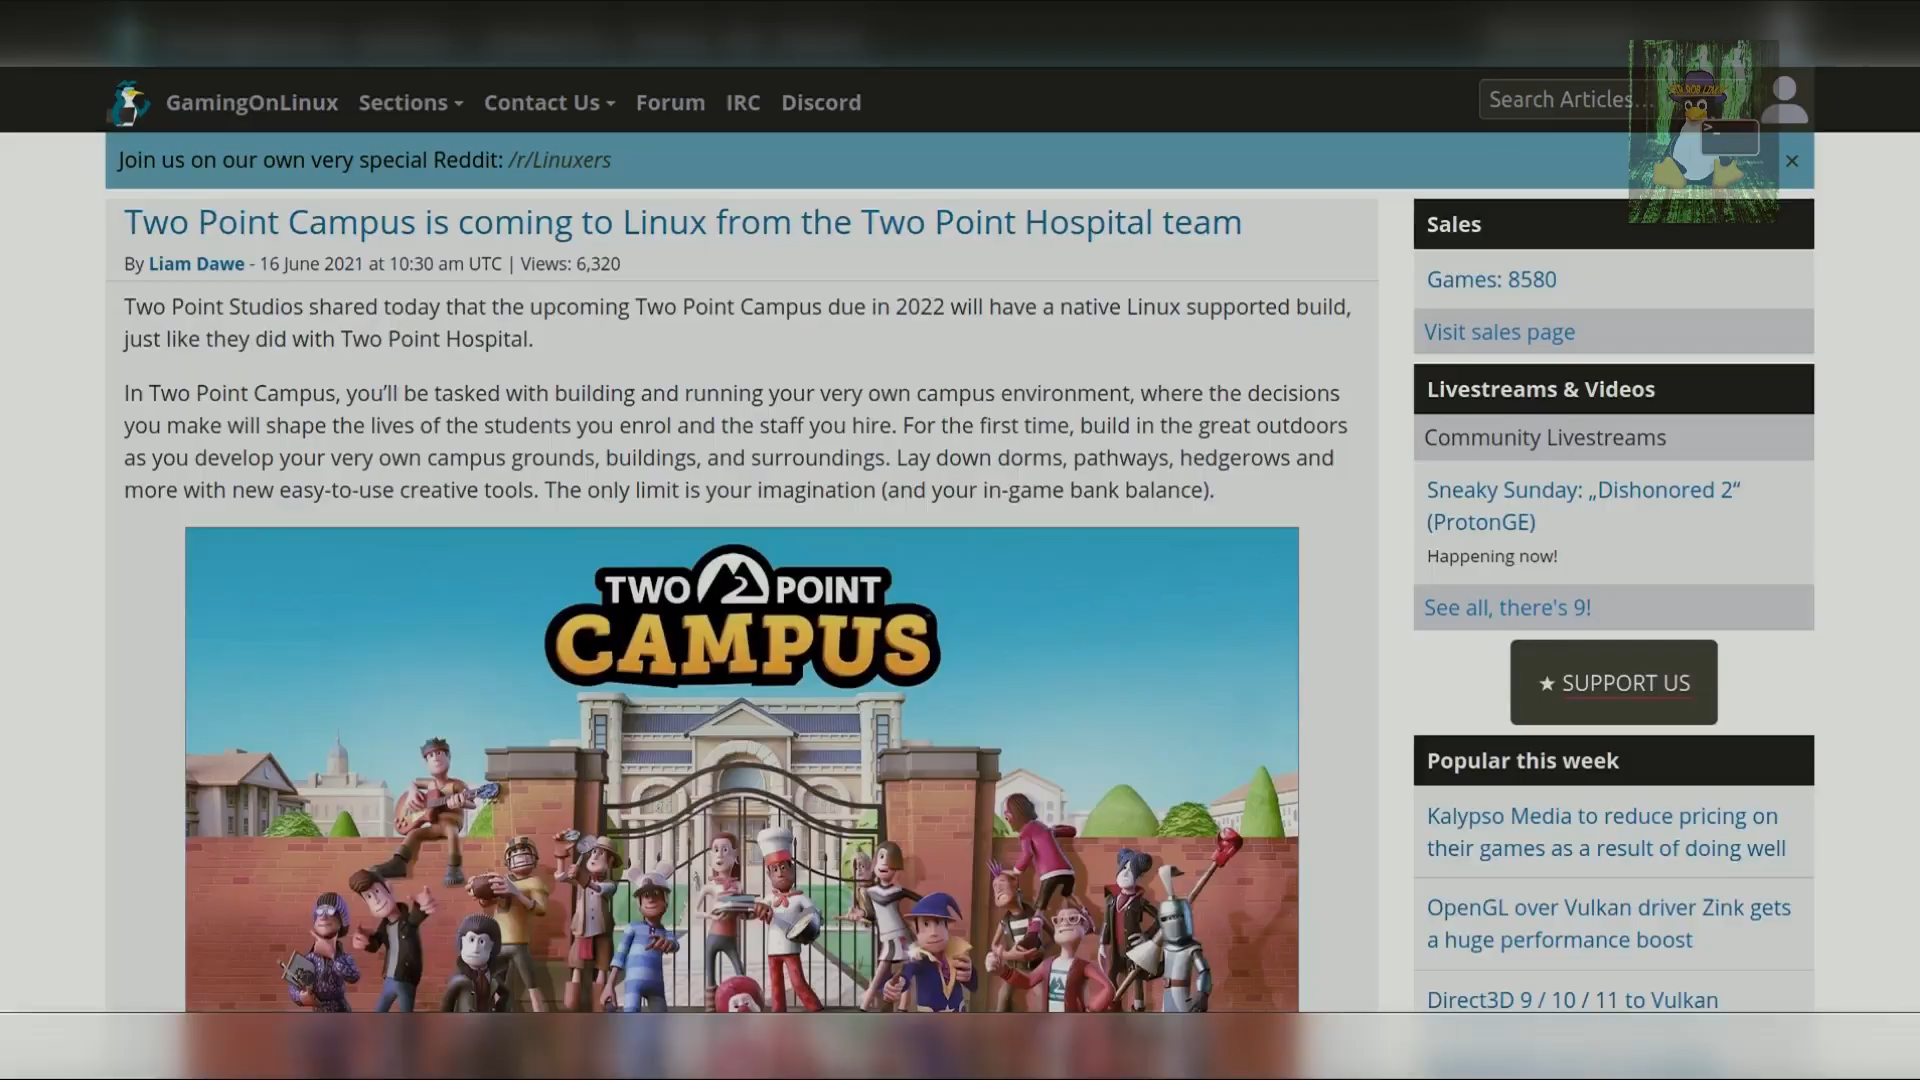 GamingOnLinux Sections Contact Us Forum IRC Discord
Search Articles...
Join us on our own very special Reddit: /r/Linuxers
×
Two Point Campus is coming to Linux from the Two Point Hospital team
By Liam Dawe - 16 June 2021 at 10:30 am UTC | Views: 6,320
Two Point Studios shared today that the upcoming Two Point Campus due in 2022 will have a native Linux supported build,
just like they did with Two Point Hospital.
In Two Point Campus, you’ll be tasked with building and running your very own campus environment, where the decisions
you make will shape the lives of the students you enrol and the staff you hire. For the first time, build in the great outdoors
as you develop your very own campus grounds, buildings, and surroundings. Lay down dorms, pathways, hedgerows and
more with new easy-to-use creative tools. The only limit is your imagination (and your in-game bank balance).
TWO POINT
CAMPUS
Sales
Games: 8580
Visit sales page
Livestreams & Videos
Community Livestreams
Sneaky Sunday: „Dishonored 2“
(ProtonGE)
Happening now!
See all, there's 9!
★ SUPPORT US
Popular this week
Kalypso Media to reduce pricing on
their games as a result of doing well
OpenGL over Vulkan driver Zink gets
a huge performance boost
Direct3D 9 / 10 / 11 to Vulkan